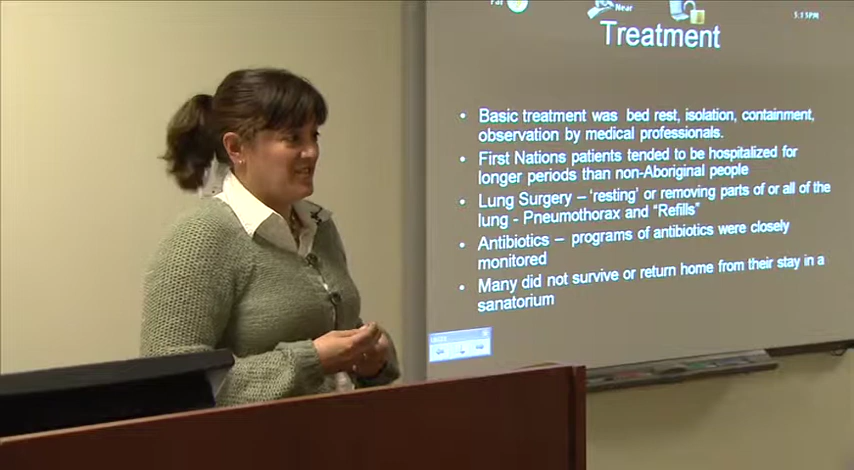 Far
Near
5:15PM
Treatment
• Basic treatment was bed rest, isolation, containment,
observation by medical professionals.
• First Nations patients tended to be hospitalized for
longer periods than non-Aboriginal people
• Lung Surgery – 'resting' or removing parts of or all of the
lung - Pneumothorax and "Refills"
• Antibiotics – programs of antibiotics were closely
monitored
• Many did not survive or return home from their stay in a
sanatorium